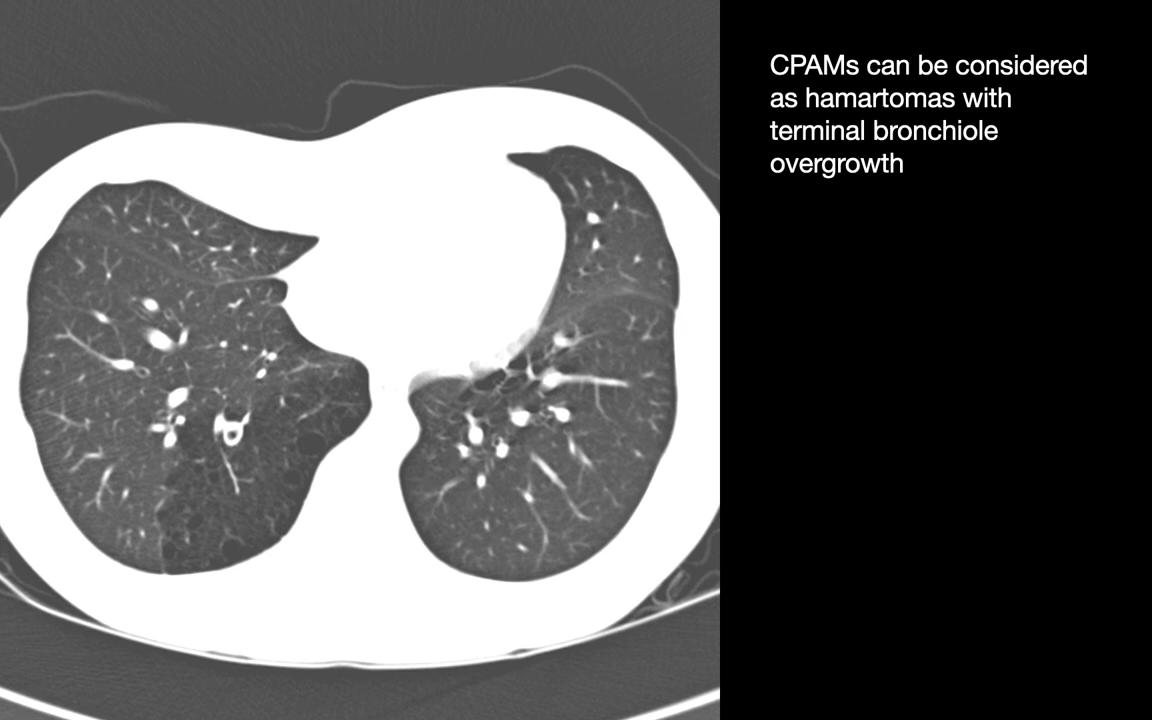 CPAMs can be considered
as hamartomas with
terminal bronchiole
overgrowth